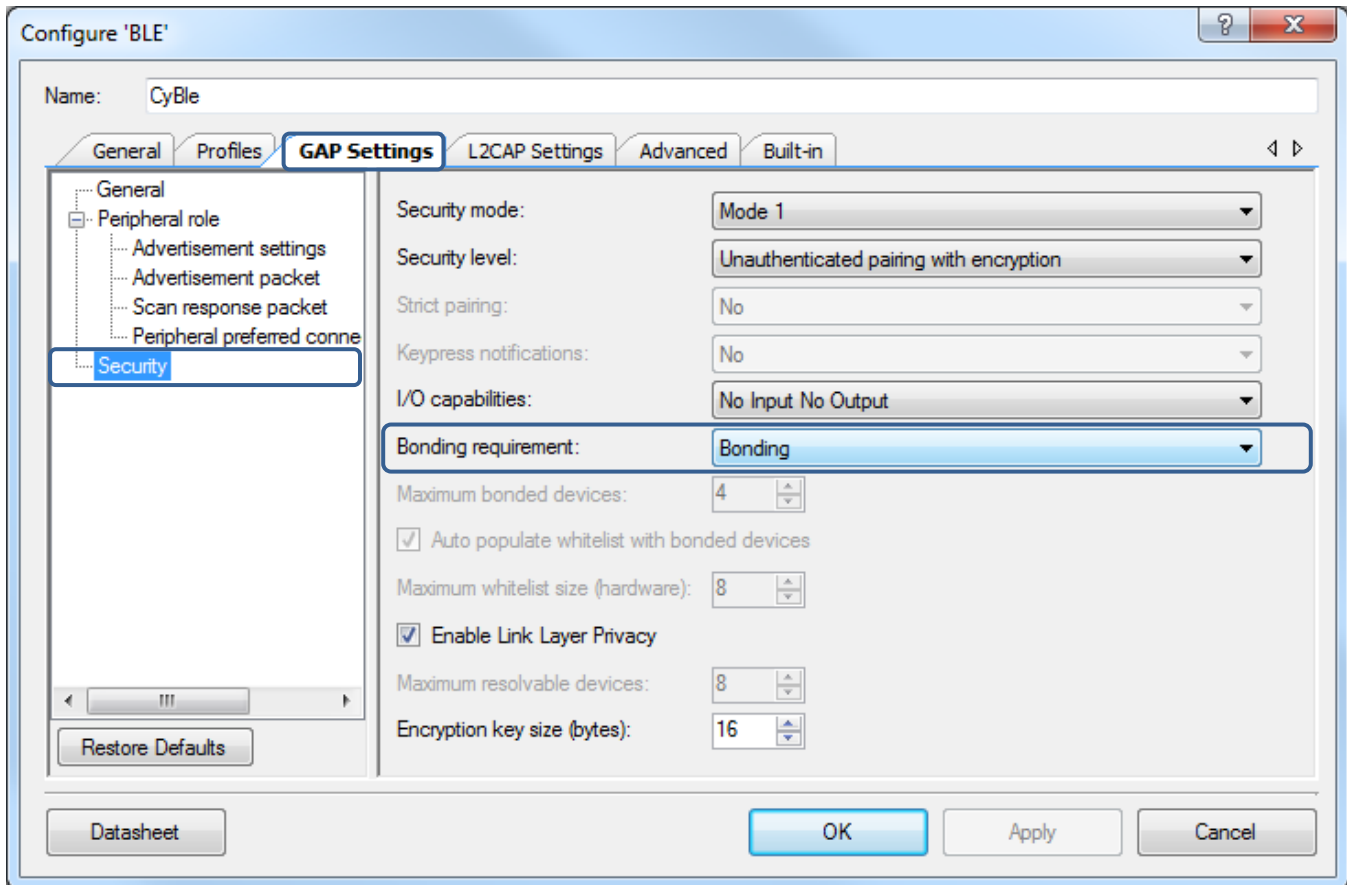 Configure 'BLE'
Name: CyBle
General Profiles GAP Settings L2CAP Settings Advanced Built-in
General
Peripheral role
Advertisement settings
Advertisement packet
Scan response packet
Peripheral preferred conne
Security
Restore Defaults
Security mode: Mode 1
Security level: Unauthenticated pairing with encryption
Strict pairing: No
Keypress notifications: No
I/O capabilities: No Input No Output
Bonding requirement: Bonding
Maximum bonded devices: 4
Auto populate whitelist with bonded devices
Maximum whitelist size (hardware): 8
Enable Link Layer Privacy
Maximum resolvable devices: 8
Encryption key size (bytes): 16
Datasheet OK Apply Cancel